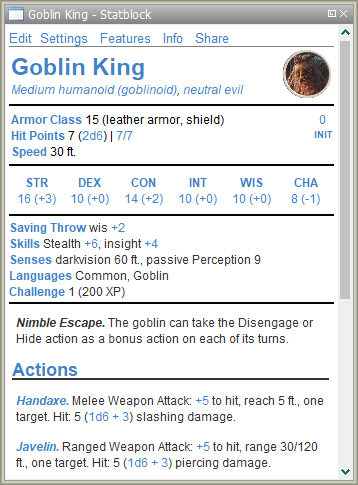 Goblin King - Statblock
Edit Settings Features Info Share
Goblin King
Medium humanoid (goblinoid), neutral evil
Armor Class 15 (leather armor, shield)
0
Hit Points 7 (2d6) | 7/7
INIT
Speed 30 ft.
STR DEX CON INT WIS CHA
16 (+3) 10 (+0) 14 (+2) 10 (+0) 10 (+0) 8 (-1)
Saving Throw wis +2
Skills Stealth +6, insight +4
Senses darkvision 60 ft., passive Perception 9
Languages Common, Goblin
Challenge 1 (200 XP)
Nimble Escape. The goblin can take the Disengage or
Hide action as a bonus action on each of its turns.
Actions
Handaxe. Melee Weapon Attack: +5 to hit, reach 5 ft., one
target. Hit: 5 (1d6 + 3) slashing damage.
Javelin. Ranged Weapon Attack: +5 to hit, range 30/120
ft., one target. Hit: 5 (1d6 + 3) piercing damage.